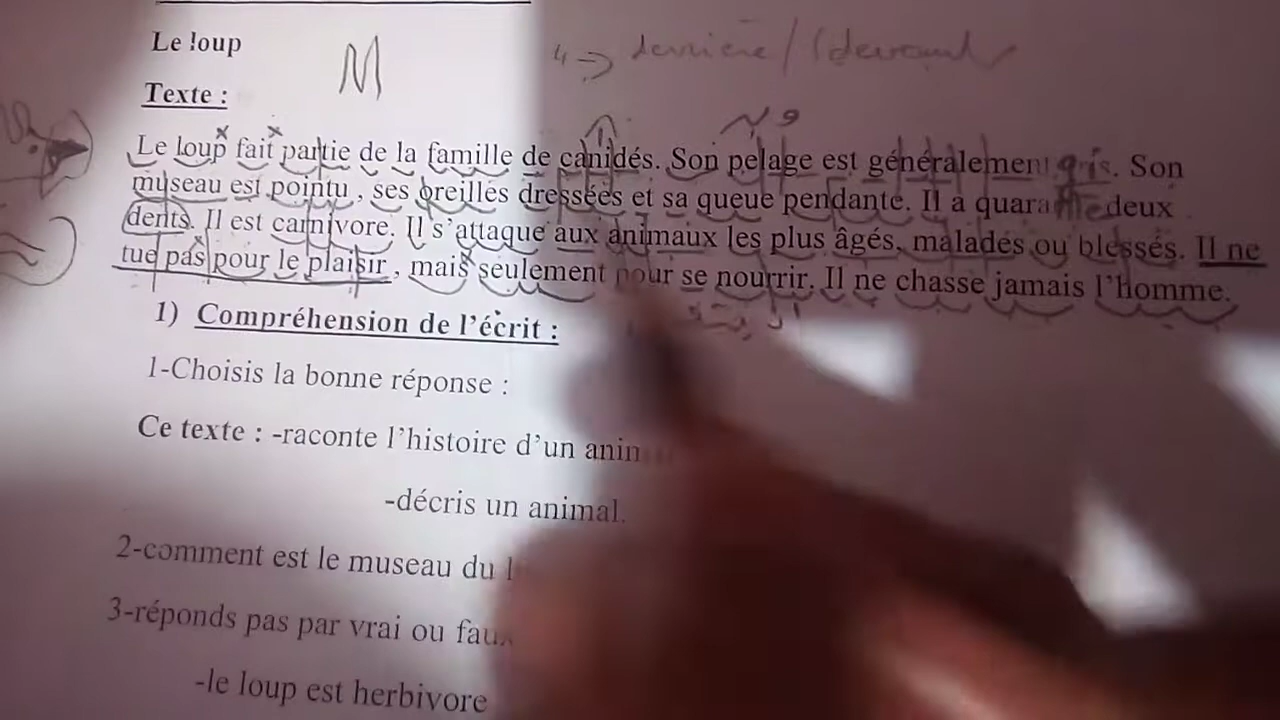 Le loup
M
4 → derrière / devant
Texte :
Le loup fait partie de la famille de canidés. Son pelage est généralement gris. Son
museau est pointu , ses oreilles dressées et sa queue pendante. Il a quarante deux
dents. Il est carnivore. Il s'attaque aux animaux les plus âgés, malades ou blessés. Il ne
tue pas pour le plaisir , mais seulement pour se nourrir. Il ne chasse jamais l'homme.
1) Compréhension de l'écrit :
1-Choisis la bonne réponse :
Ce texte : -raconte l'histoire d'un anim
-décris un animal.
2-comment est le museau du l
3-réponds pas par vrai ou faux
-le loup est herbivore